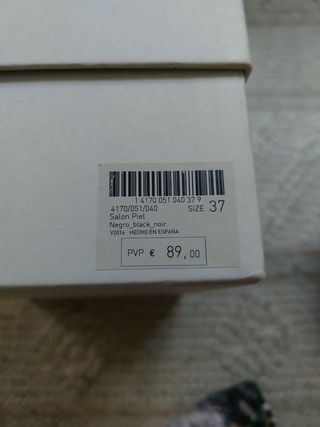 1 4170 051 040 37 9
4170/051/040 SIZE 37
Salon Piel
Negro_black_noir
V2016 HECHO EN ESPAÑA
PVP € 89,00